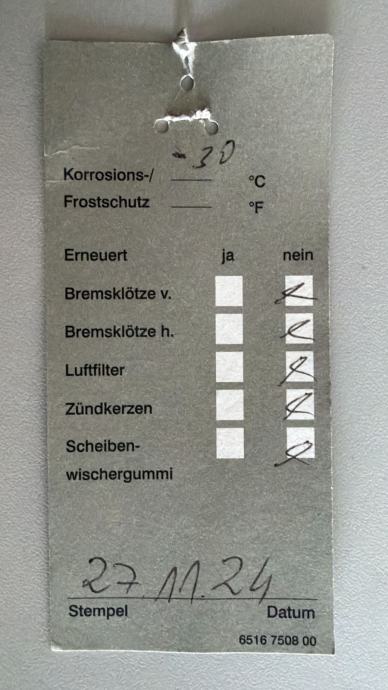 -30
Korrosions-/ °C
Frostschutz °F
Erneuert ja nein
Bremsklötze v.
Bremsklötze h.
Luftfilter
Zündkerzen
Scheiben-
wischergummi
27.11.24
Stempel Datum
6516 7508 00